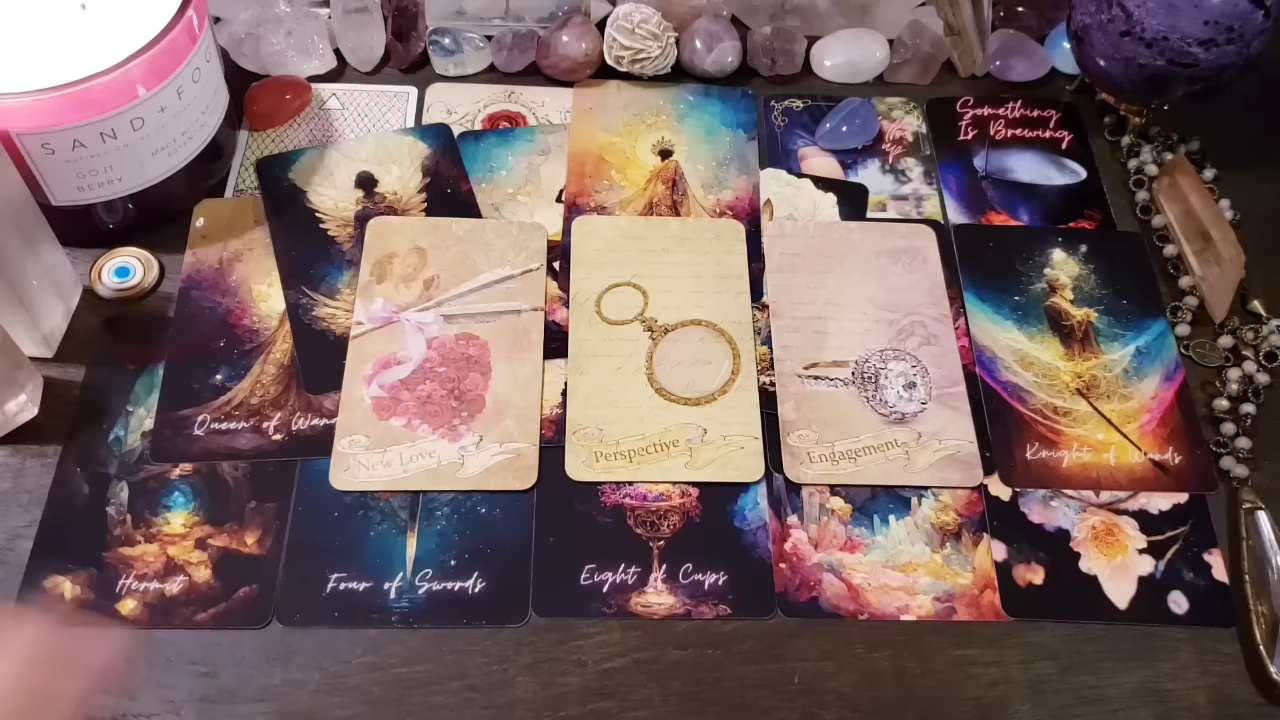 SAND + FOG
GOJI
BERRY
Something
Is Brewing
Queen of Wand
New Love
Perspective
Engagement
Knight of Wands
Hermit
Four of Swords
Eight of Cups